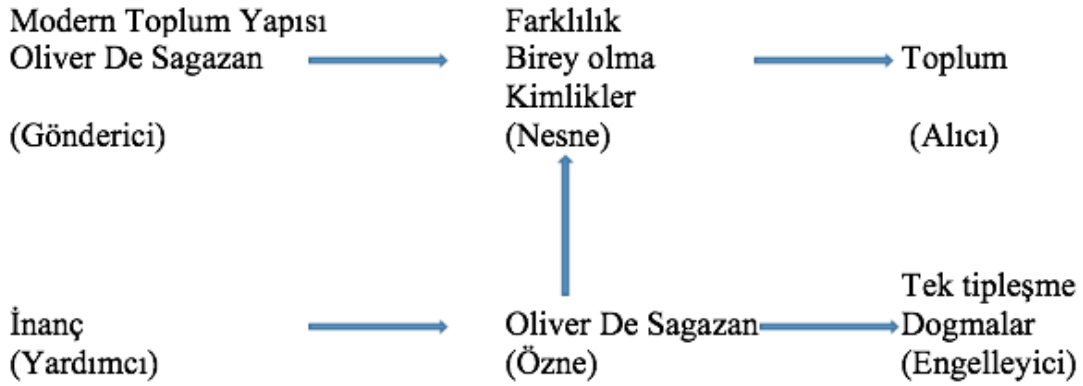 Modern Toplum Yapısı
Oliver De Sagazan
(Gönderici)
Farklılık
Birey olma
Kimlikler
(Nesne)
Toplum
(Alıcı)
İnanç
(Yardımcı)
Oliver De Sagazan
(Özne)
Tek tipleşme
Dogmalar
(Engelleyici)